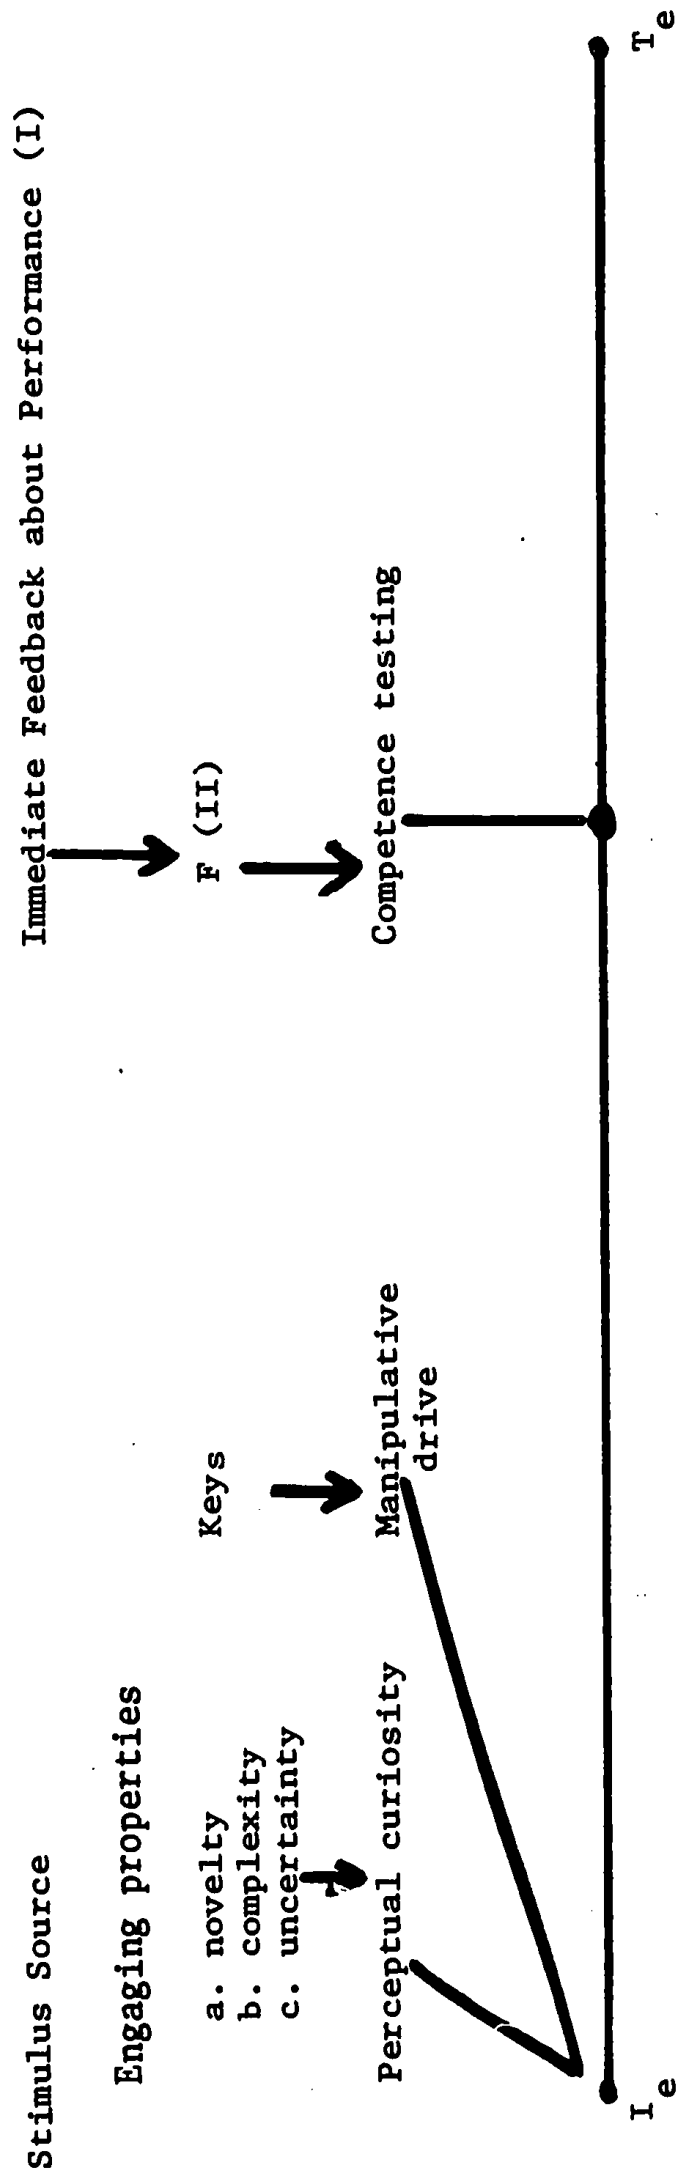 Stimulus Source
Immediate Feedback about Performance (I)
Engaging properties
a. novelty
b. complexity
c. uncertainty
Keys
F (II)
Perceptual curiosity
Manipulative
drive
Competence testing
I e
T e